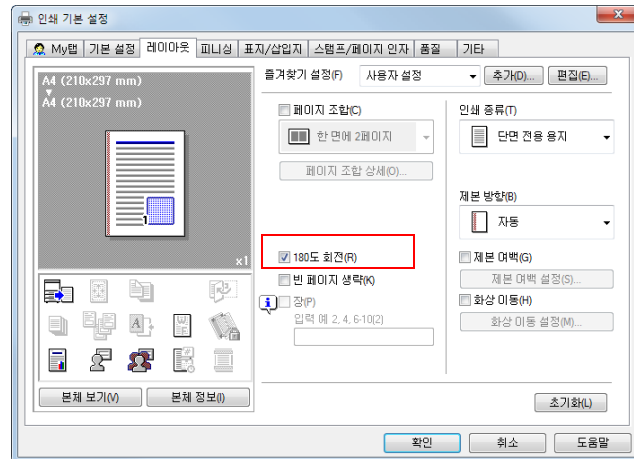 인쇄 기본 설정
My탭 기본 설정 레이아웃 피니싱 표지/삽입지 스탬프/페이지 인자 품질 기타
A4 (210x297 mm)
A4 (210x297 mm)
1
x1
본체 보기(V) 본체 정보(I)
즐겨찾기 설정(F) 사용자 설정 추가(D)... 편집(E)...
페이지 조합(C)
한 면에 2페이지
페이지 조합 상세(O)...
180도 회전(R)
빈 페이지 생략(K)
장(P)
입력 예 2, 4, 6-10(2)
인쇄 종류(T)
단면 전용 용지
제본 방향(B)
자동
제본 여백(G)
제본 여백 설정(S)...
화상 이동(H)
화상 이동 설정(M)...
초기화(L)
확인 취소 도움말